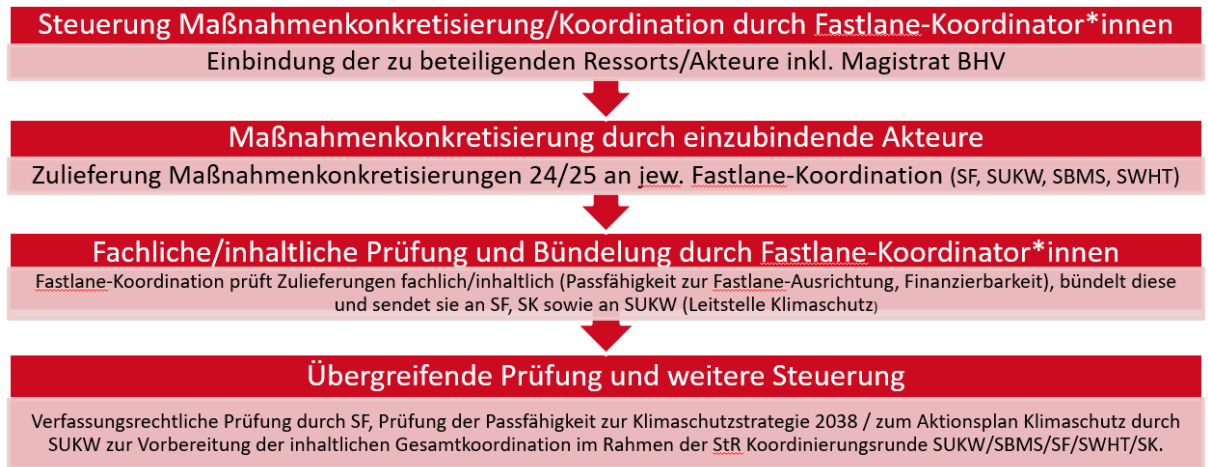 Steuerung Maßnahmenkonkretisierung/Koordination durch Fastlane-Koordinator*innen
Einbindung der zu beteiligenden Ressorts/Akteure inkl. Magistrat BHV
Maßnahmenkonkretisierung durch einzubindende Akteure
Zulieferung Maßnahmenkonkretisierungen 24/25 an jew. Fastlane-Koordination (SF, SUKW, SBMS, SWHT)
Fachliche/inhaltliche Prüfung und Bündelung durch Fastlane-Koordinator*innen
Fastlane-Koordination prüft Zulieferungen fachlich/inhaltlich (Passfähigkeit zur Fastlane-Ausrichtung, Finanzierbarkeit), bündelt diese
und sendet sie an SF, SK sowie an SUKW (Leitstelle Klimaschutz)
Übergreifende Prüfung und weitere Steuerung
Verfassungsrechtliche Prüfung durch SF, Prüfung der Passfähigkeit zur Klimaschutzstrategie 2038 / zum Aktionsplan Klimaschutz durch
SUKW zur Vorbereitung der inhaltlichen Gesamtkoordination im Rahmen der StR Koordinierungsrunde SUKW/SBMS/SF/SWHT/SK.